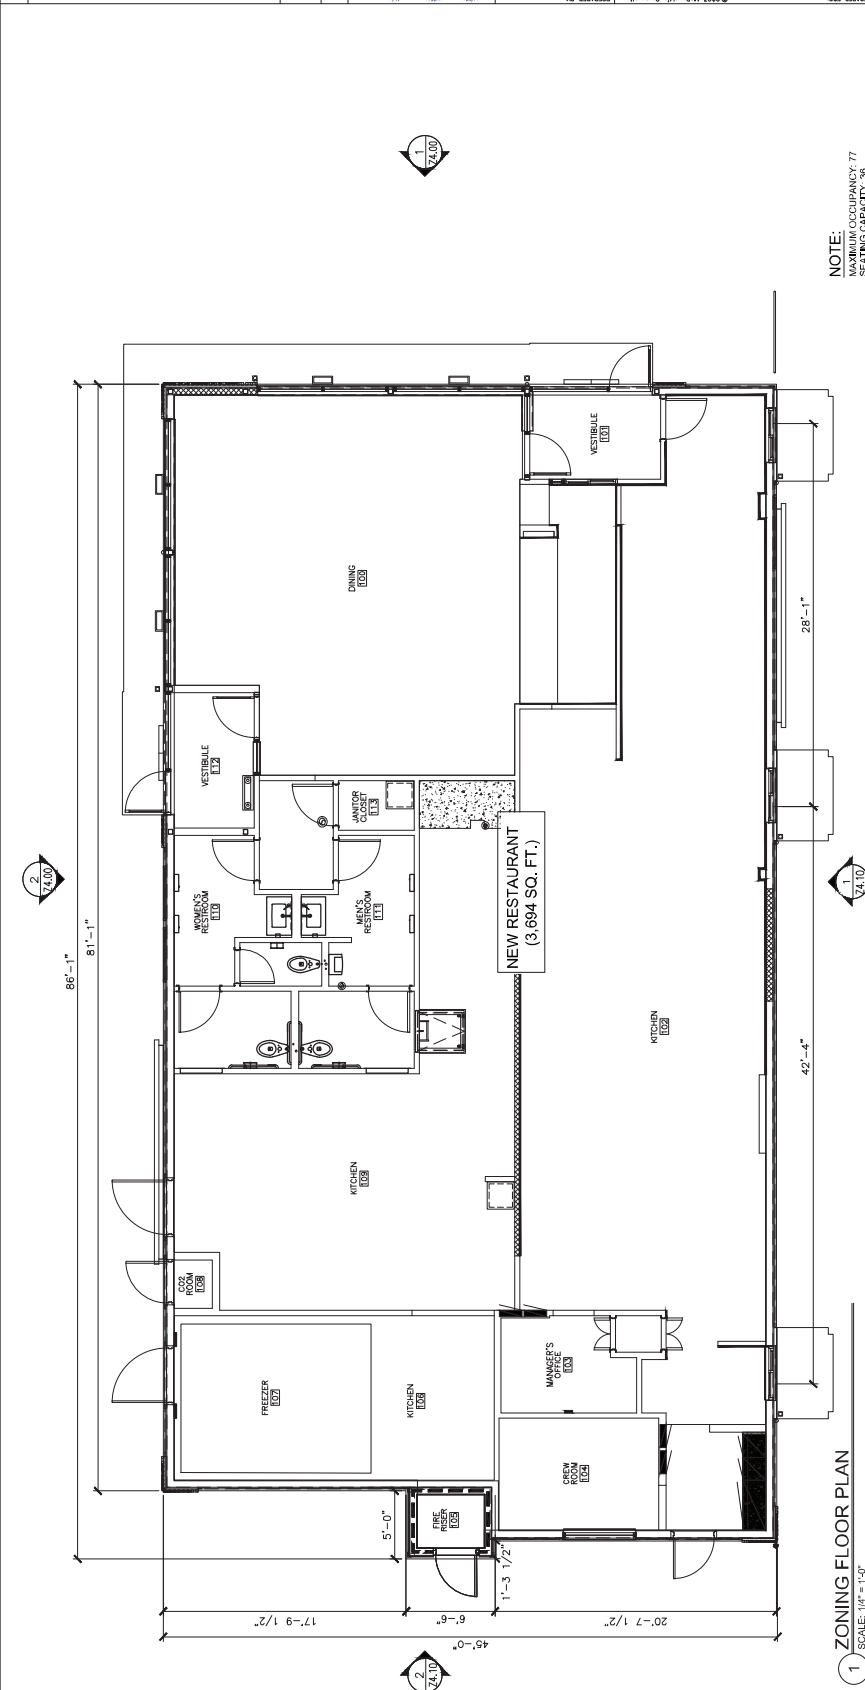 1
Z4.00
NOTE:
MAXIMUM OCCUPANCY: 77
SEATING CAPACITY: 36
VESTIBULE
101
DINING
100
28'-1"
VESTIBULE
112
JANITOR
CLOSET
113
2
Z4.00
86'-1"
81'-1"
WOMEN'S
RESTROOM
110
MEN'S
RESTROOM
111
NEW RESTAURANT
(3,694 SQ. FT.)
1
Z4.10
KITCHEN
102
42'-4"
KITCHEN
109
CO2
ROOM
108
FREEZER
107
KITCHEN
106
MANAGER'S
OFFICE
103
CREW
ROOM
104
FIRE
RISER
105
5'-0"
1'-3 1/2"
17'-9 1/2"
6'-6"
20'-7 1/2"
45'-0"
2
Z4.10
1
ZONING FLOOR PLAN
SCALE: 1/4" = 1'-0"